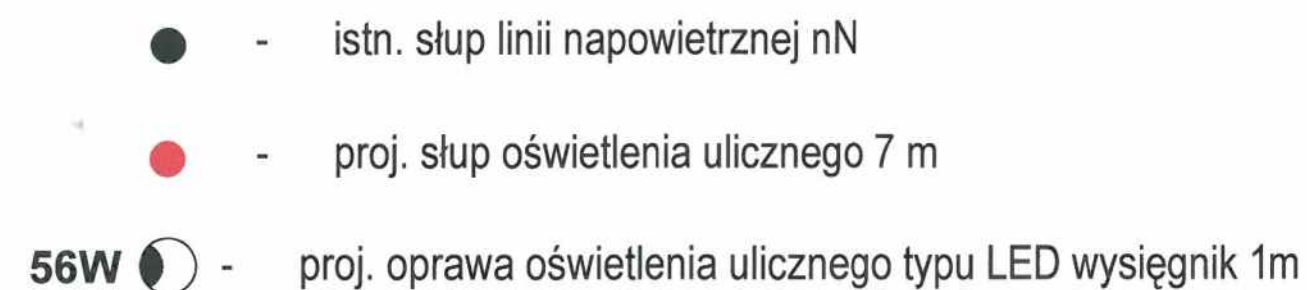 - istn. słup linii napowietrznej nN
- proj. słup oświetlenia ulicznego 7 m
56W - proj. oprawa oświetlenia ulicznego typu LED wysięgnik 1m